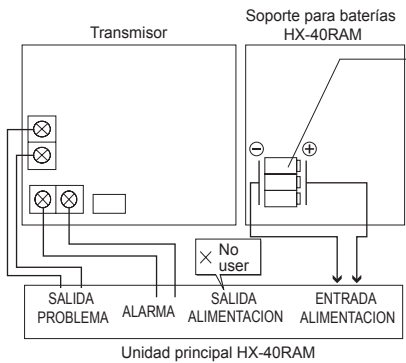 Transmisor
Soporte para baterías
HX-40RAM
⊖ ⊕
× No
user
SALIDA
PROBLEMA
ALARMA
SALIDA
ALIMENTACION
ENTRADA
ALIMENTACION
Unidad principal HX-40RAM